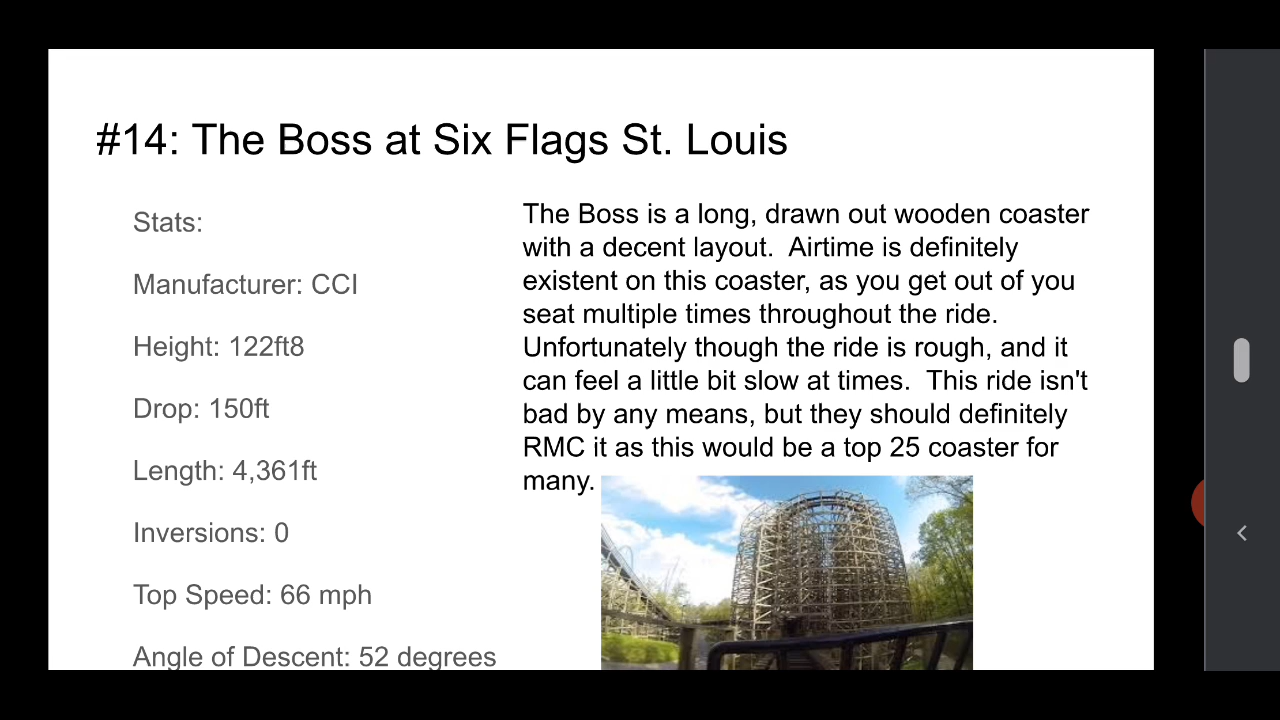 #14: The Boss at Six Flags St. Louis
Stats:
Manufacturer: CCI
Height: 122ft8
Drop: 150ft
Length: 4,361ft
Inversions: 0
Top Speed: 66 mph
Angle of Descent: 52 degrees
The Boss is a long, drawn out wooden coaster
with a decent layout.  Airtime is definitely
existent on this coaster, as you get out of you
seat multiple times throughout the ride.
Unfortunately though the ride is rough, and it
can feel a little bit slow at times.  This ride isn't
bad by any means, but they should definitely
RMC it as this would be a top 25 coaster for
many.